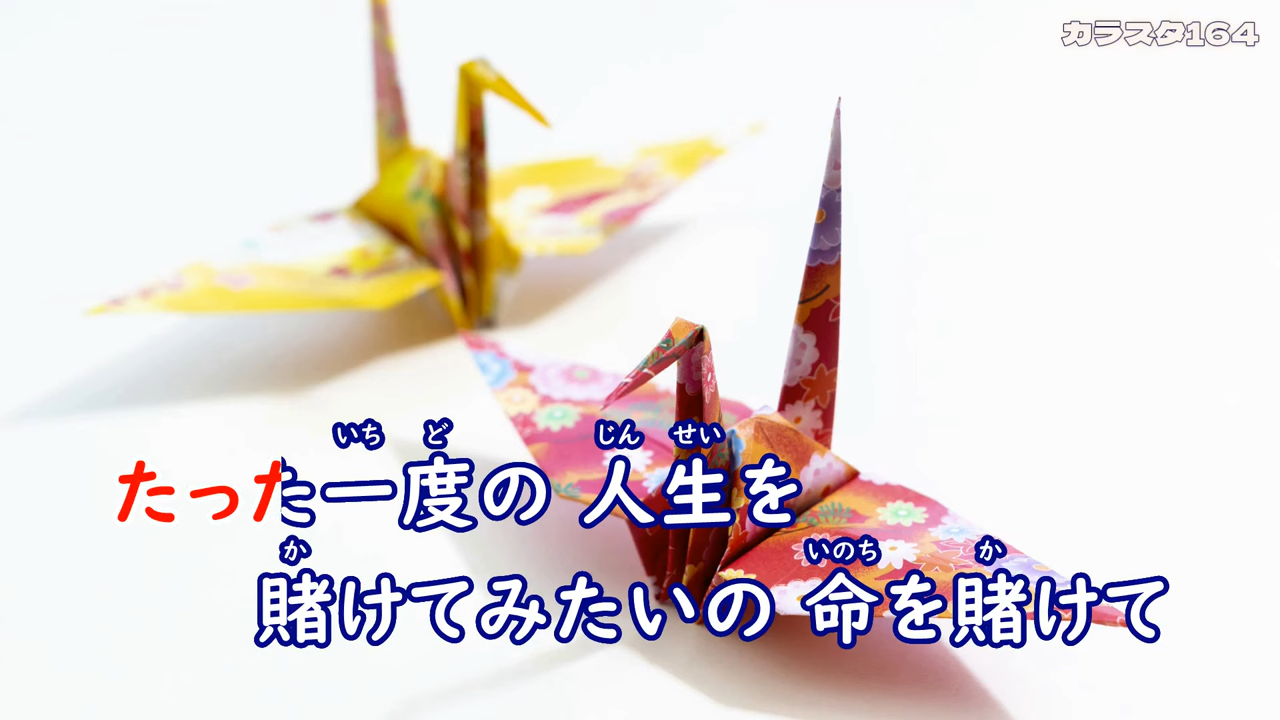 カラスタ164
いちど じんせい
たった一度の 人生を
か いのち か
賭けてみたいの 命を賭けて